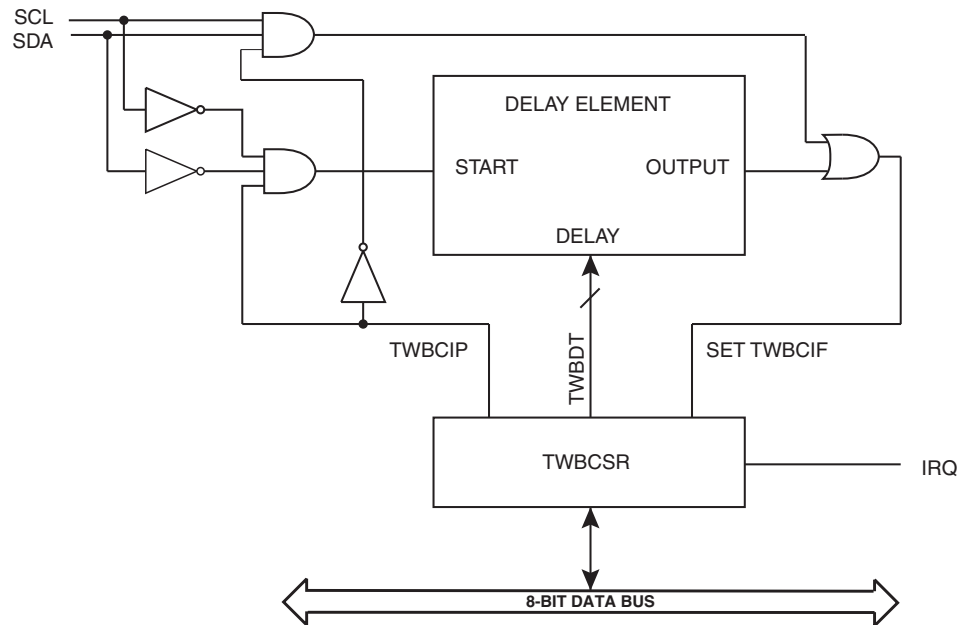 SCL
SDA
DELAY ELEMENT
START
OUTPUT
DELAY
TWBCIP
TWBDT
SET TWBCIF
TWBCSR
IRQ
8-BIT DATA BUS